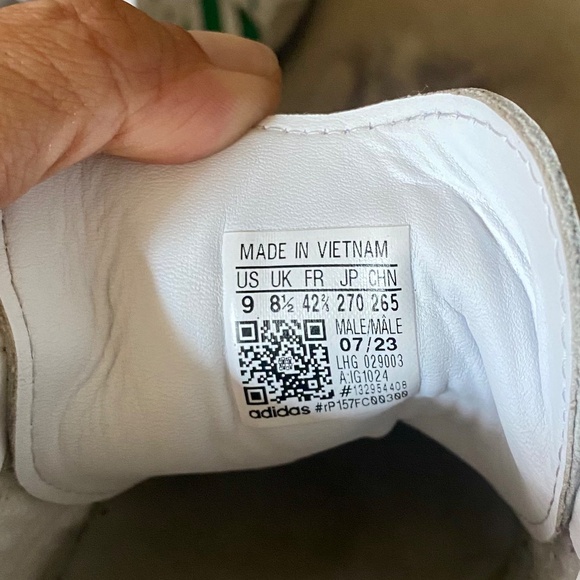 MADE IN VIETNAM
US UK FR JP CHN
9 8½ 42⅔ 270 265
MALE/MÂLE
07/23
LHG 029003
A:IG1024
#132954408
adidas #rP157FC00300